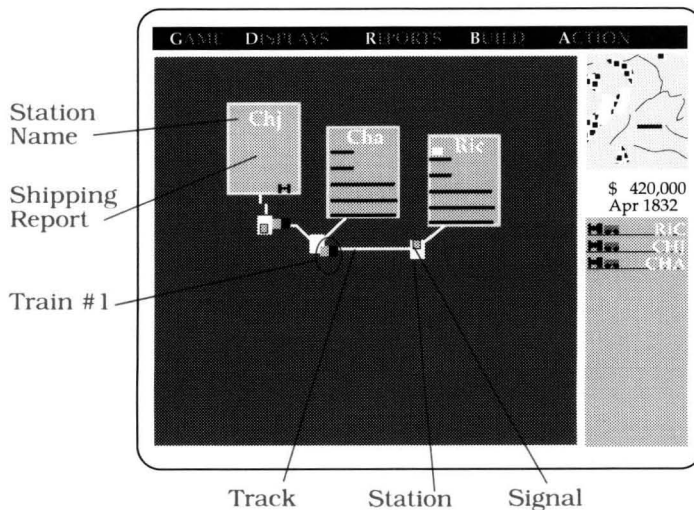 GAME DISPLAYS REPORTS BUILD ACTION
Station
Name
Chj
Cha
Ric
Shipping
Report
$ 420,000
Apr 1832
RIC
CHJ
CHA
Train #1
Track Station Signal